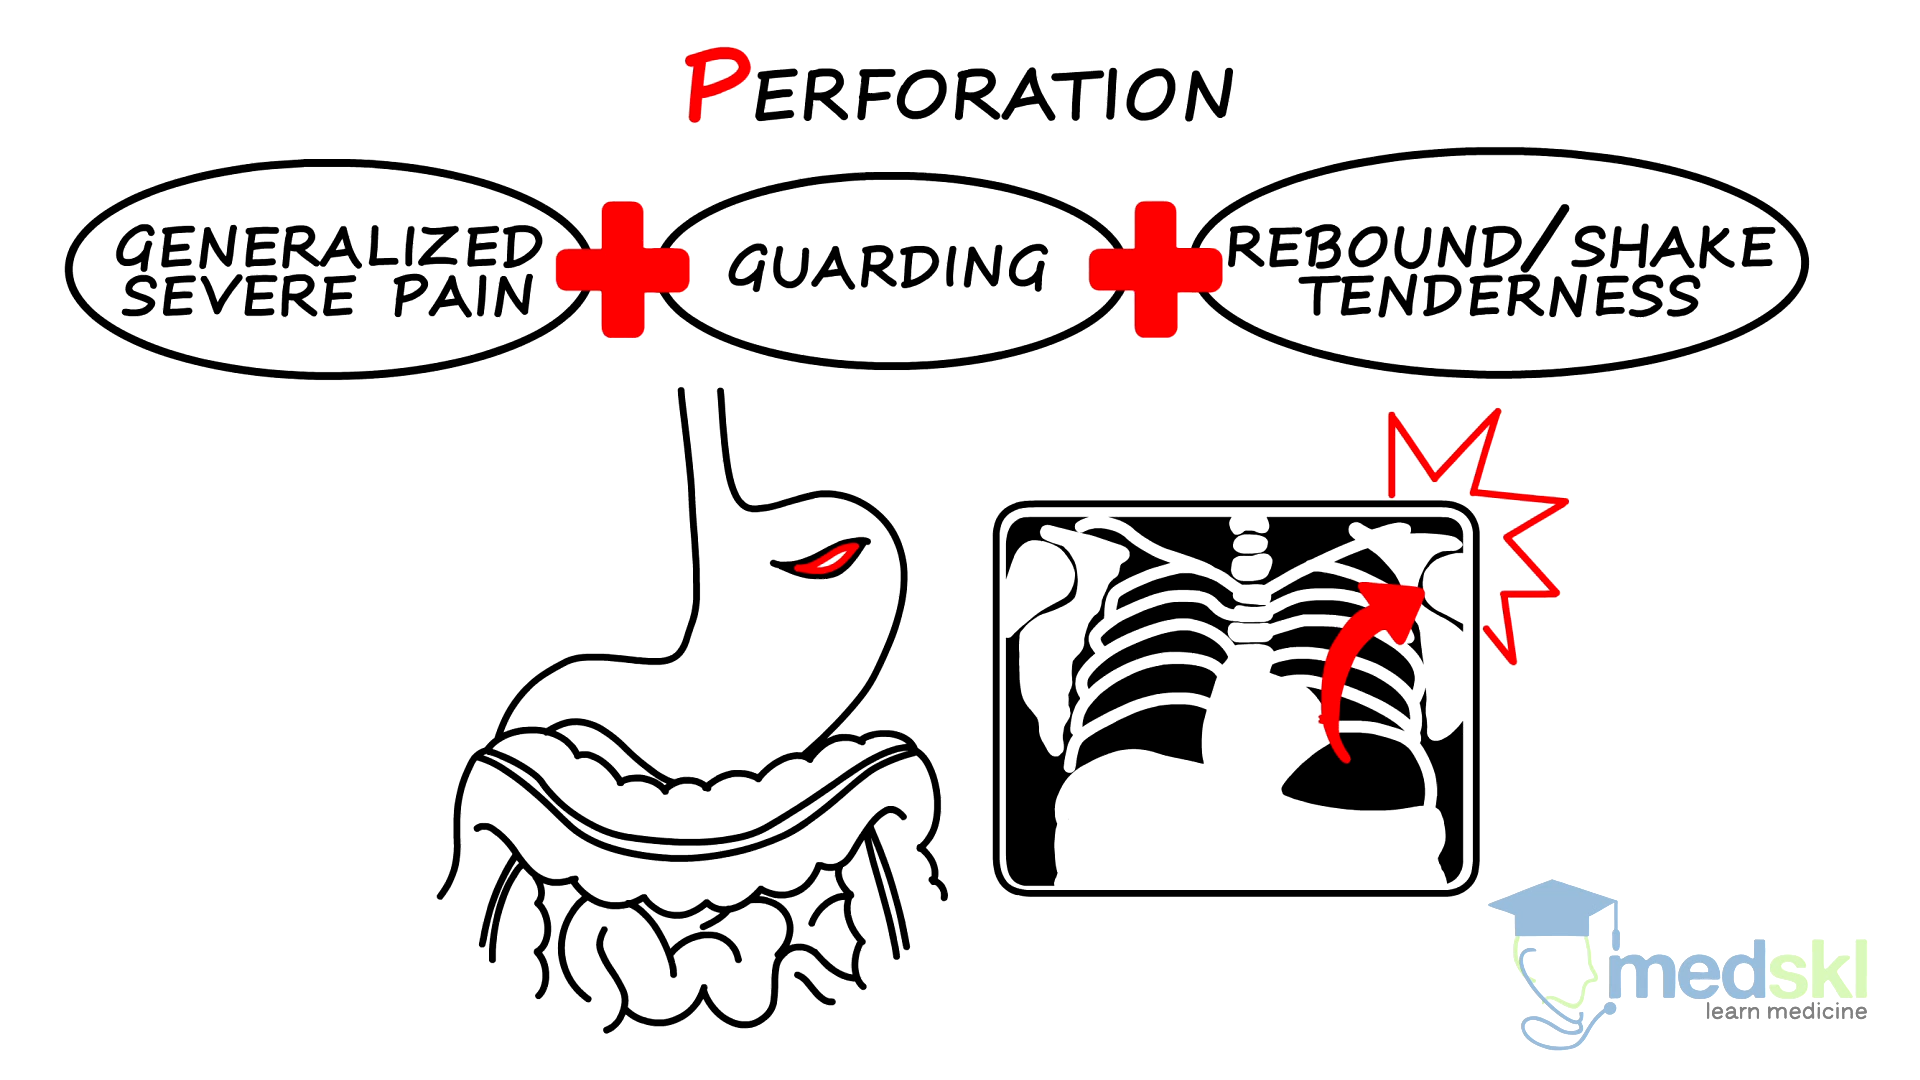 PERFORATION
GENERALIZED
SEVERE PAIN
GUARDING
REBOUND/SHAKE
TENDERNESS
medskl
learn medicine